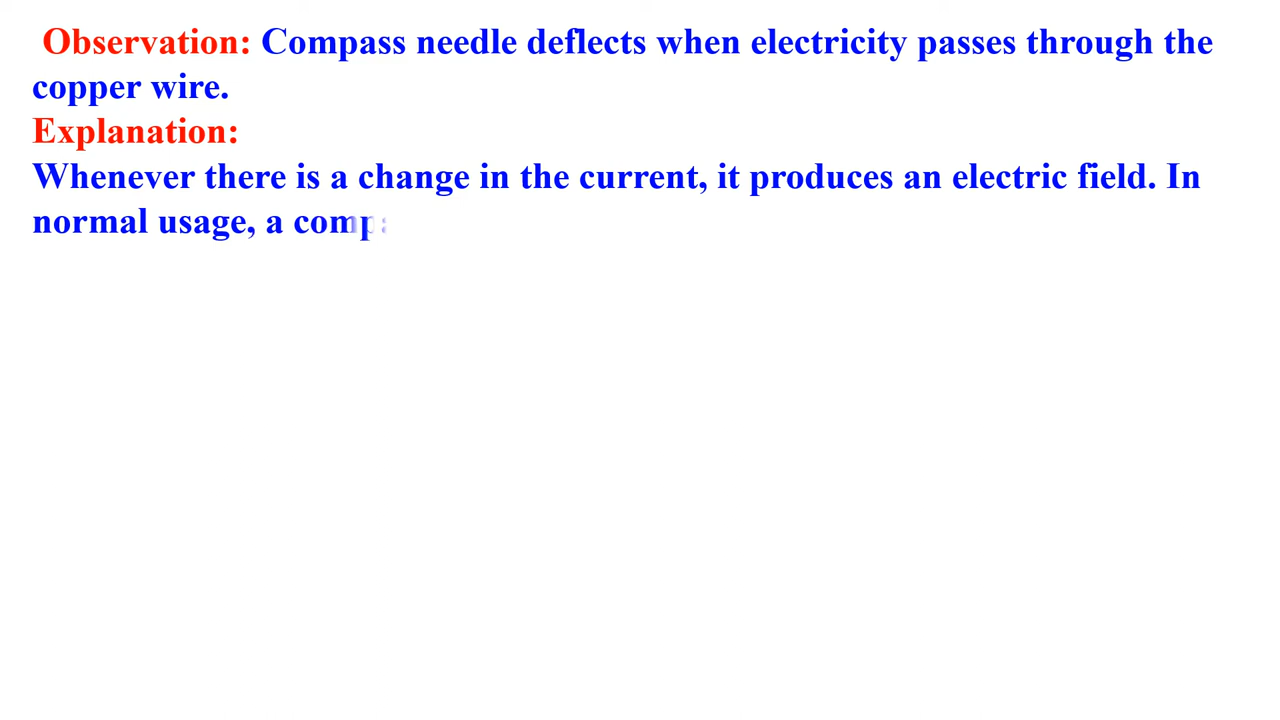 Observation: Compass needle deflects when electricity passes through the
copper wire.
Explanation:
Whenever there is a change in the current, it produces an electric field. In
normal usage, a comp